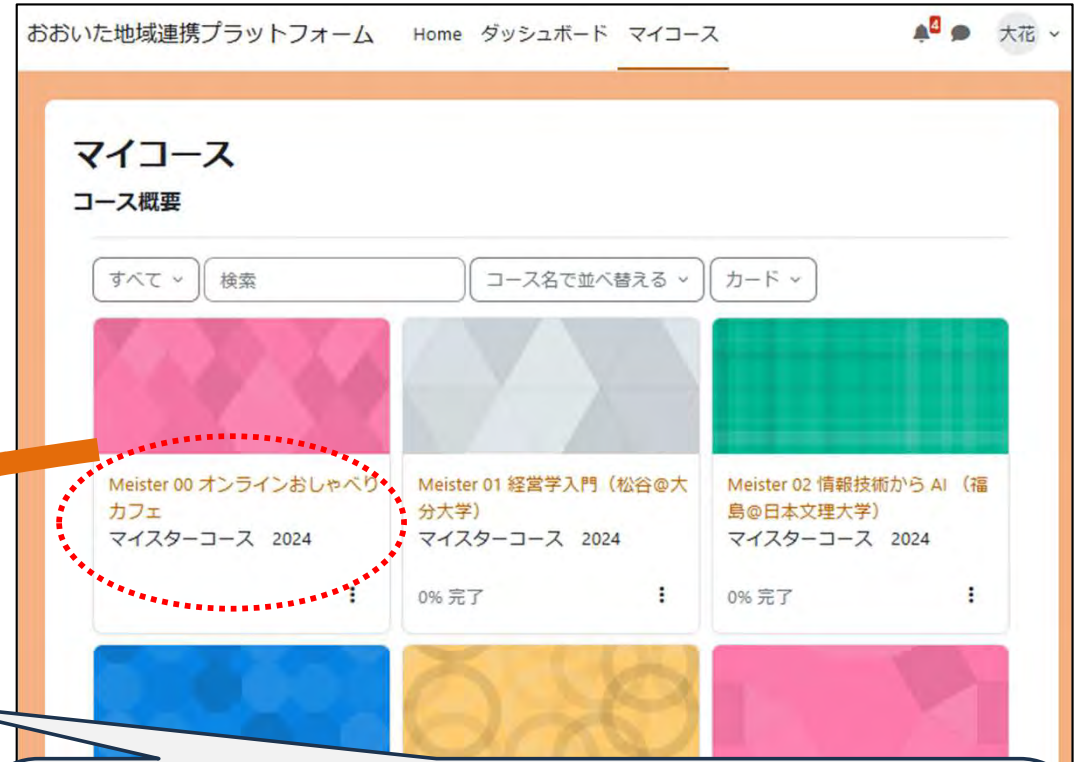 おおいた地域連携プラットフォーム Home ダッシュボード マイコース 4 大花
マイコース
コース概要
すべて 検索 コース名で並べ替える カード
Meister 00 オンラインおしゃべり
カフェ
マイスターコース 2024
Meister 01 経営学入門（松谷@大
分大学）
マイスターコース 2024
0% 完了
Meister 02 情報技術から AI （福
島@日本文理大学）
マイスターコース 2024
0% 完了